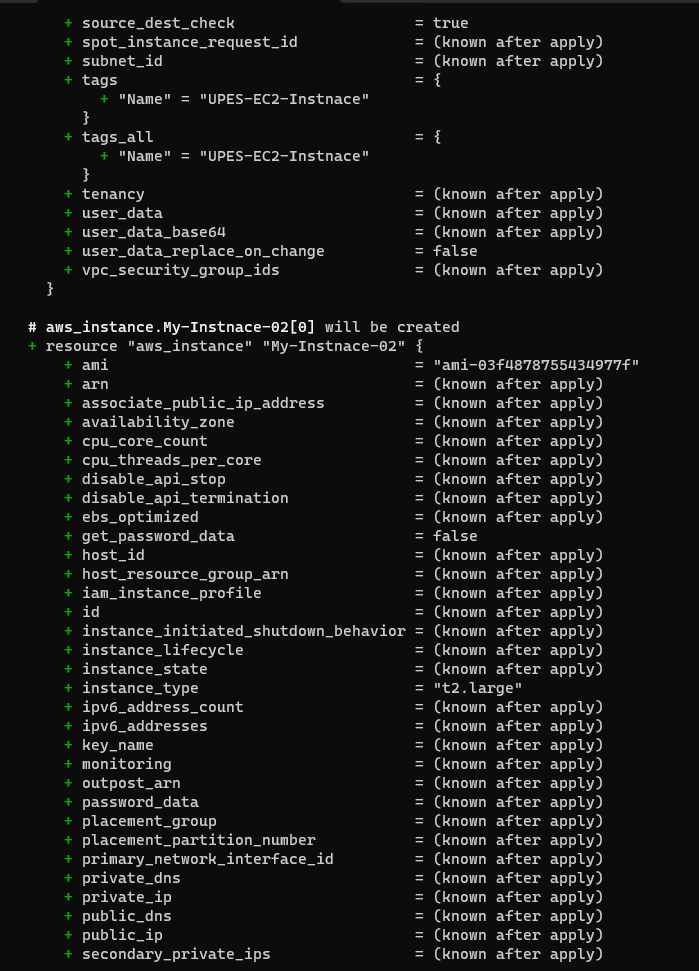 + source_dest_check                    = true
+ spot_instance_request_id             = (known after apply)
+ subnet_id                            = (known after apply)
+ tags                                 = {
+ "Name" = "UPES-EC2-Instnace"
}
+ tags_all                             = {
+ "Name" = "UPES-EC2-Instnace"
}
+ tenancy                              = (known after apply)
+ user_data                            = (known after apply)
+ user_data_base64                     = (known after apply)
+ user_data_replace_on_change          = false
+ vpc_security_group_ids               = (known after apply)
}
# aws_instance.My-Instnace-02[0] will be created
+ resource "aws_instance" "My-Instnace-02" {
+ ami                                  = "ami-03f4878755434977f"
+ arn                                  = (known after apply)
+ associate_public_ip_address          = (known after apply)
+ availability_zone                    = (known after apply)
+ cpu_core_count                       = (known after apply)
+ cpu_threads_per_core                 = (known after apply)
+ disable_api_stop                     = (known after apply)
+ disable_api_termination              = (known after apply)
+ ebs_optimized                        = (known after apply)
+ get_password_data                    = false
+ host_id                              = (known after apply)
+ host_resource_group_arn              = (known after apply)
+ iam_instance_profile                 = (known after apply)
+ id                                   = (known after apply)
+ instance_initiated_shutdown_behavior = (known after apply)
+ instance_lifecycle                   = (known after apply)
+ instance_state                       = (known after apply)
+ instance_type                        = "t2.large"
+ ipv6_address_count                   = (known after apply)
+ ipv6_addresses                       = (known after apply)
+ key_name                             = (known after apply)
+ monitoring                           = (known after apply)
+ outpost_arn                          = (known after apply)
+ password_data                        = (known after apply)
+ placement_group                      = (known after apply)
+ placement_partition_number           = (known after apply)
+ primary_network_interface_id         = (known after apply)
+ private_dns                          = (known after apply)
+ private_ip                           = (known after apply)
+ public_dns                           = (known after apply)
+ public_ip                            = (known after apply)
+ secondary_private_ips                = (known after apply)